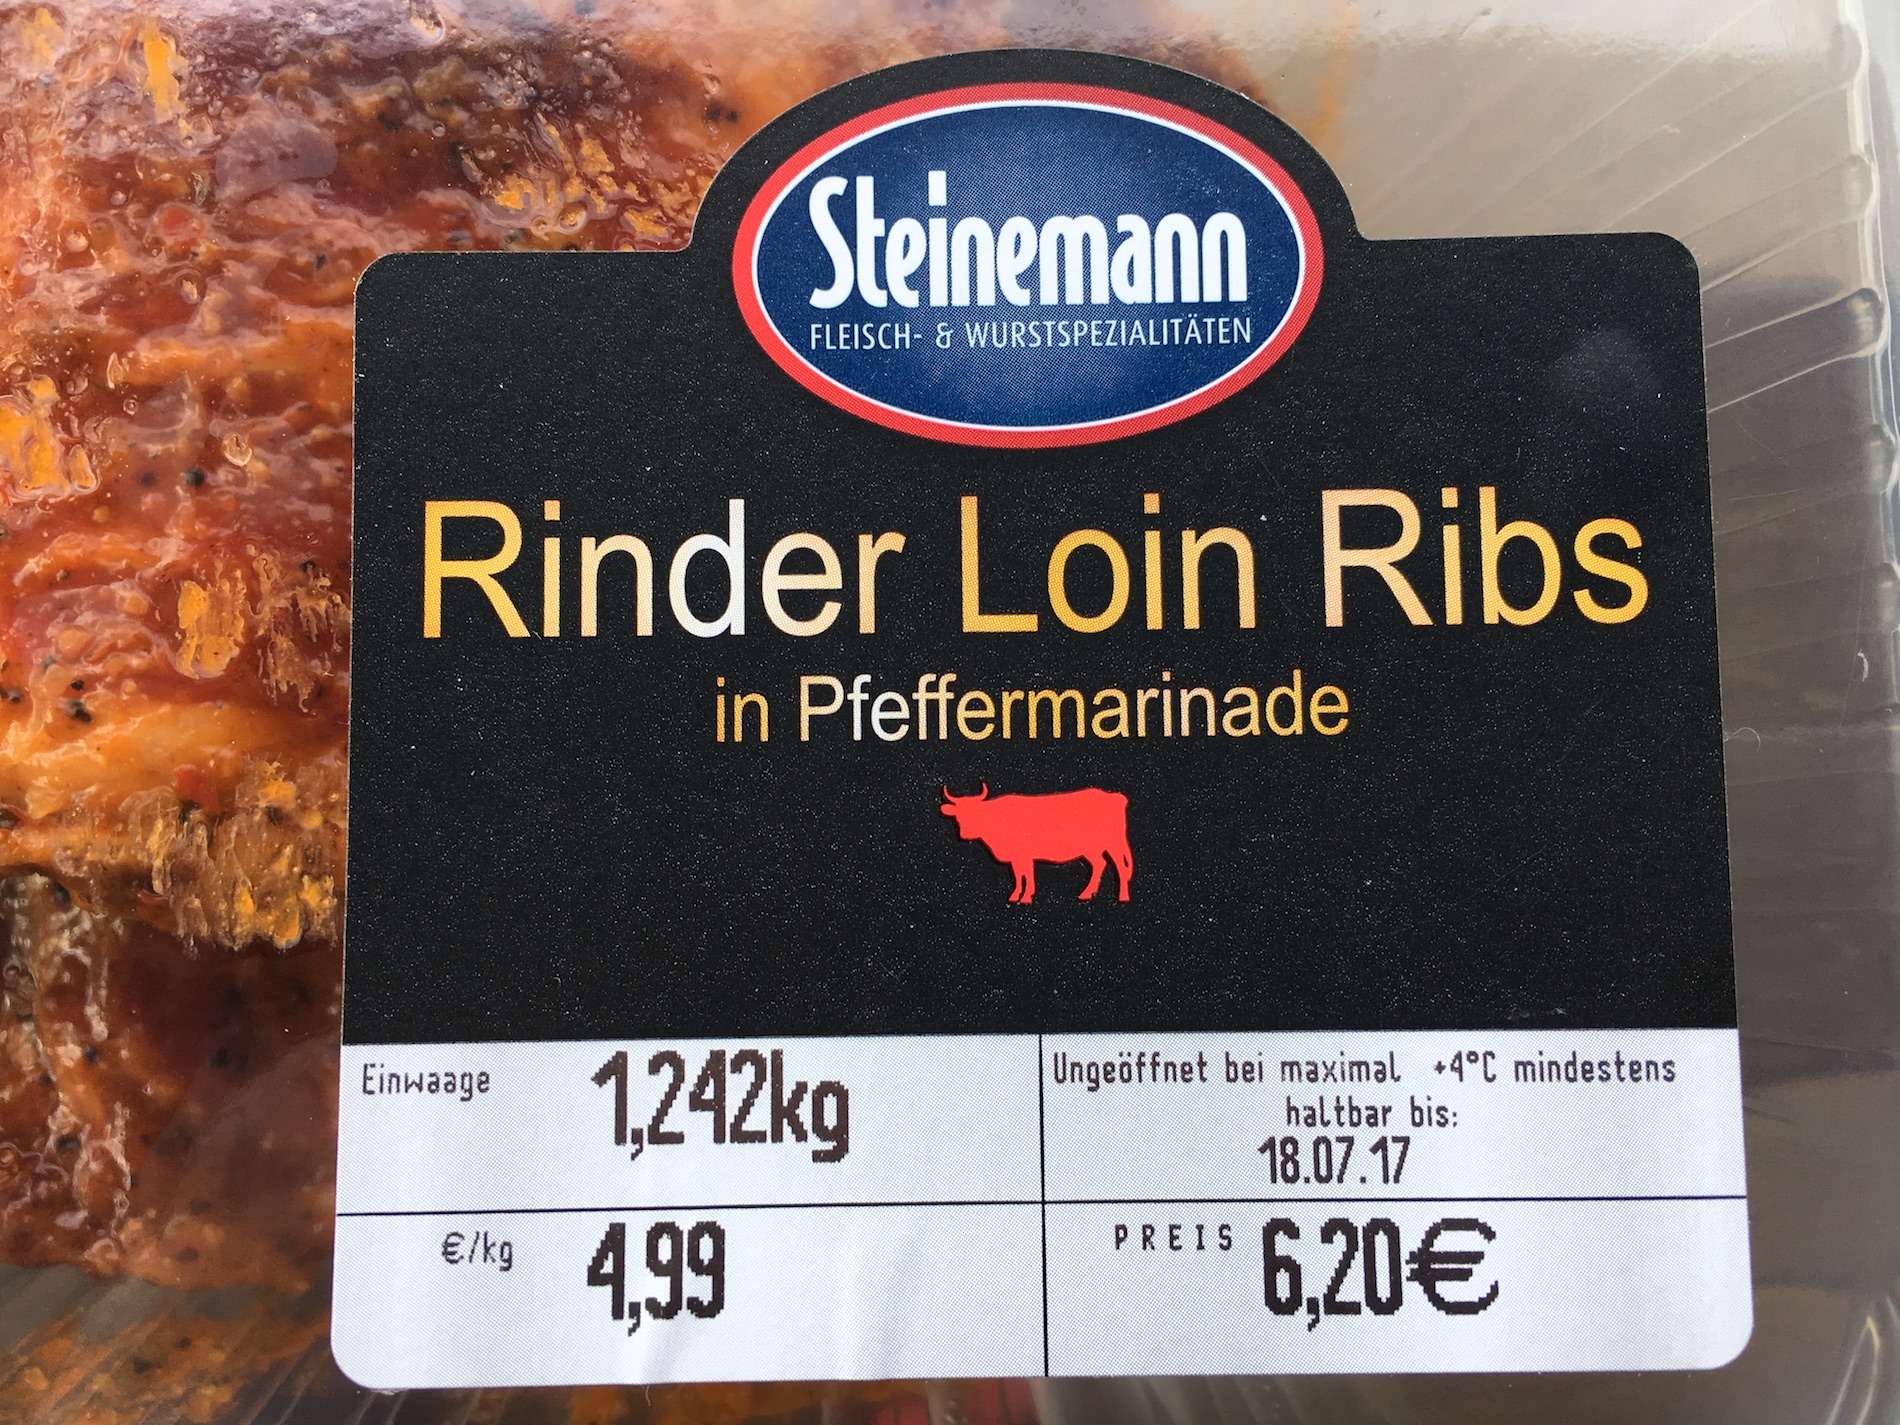 Steinemann
FLEISCH- & WURSTSPEZIALITÄTEN
Rinder Loin Ribs
in Pfeffermarinade
Einwaage 1,242kg
Ungeöffnet bei maximal +4°C mindestens
haltbar bis:
18.07.17
€/kg 4,99
PREIS 6,20€